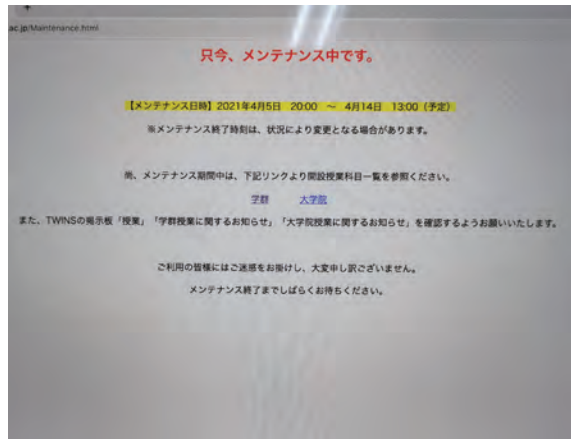 ac.jp/Maintenance.html
只今、メンテナンス中です。
【メンテナンス日時】2021年4月5日 20:00 ～ 4月14日 13:00（予定）
※メンテナンス終了時刻は、状況により変更となる場合があります。
尚、メンテナンス期間中は、下記リンクより開設授業科目一覧を参照ください。
学群 大学院
また、TWINSの掲示板「授業」「学群授業に関するお知らせ」「大学院授業に関するお知らせ」を確認するようお願いいたします。
ご利用の皆様にはご迷惑をお掛けし、大変申し訳ございません。
メンテナンス終了までしばらくお待ちください。